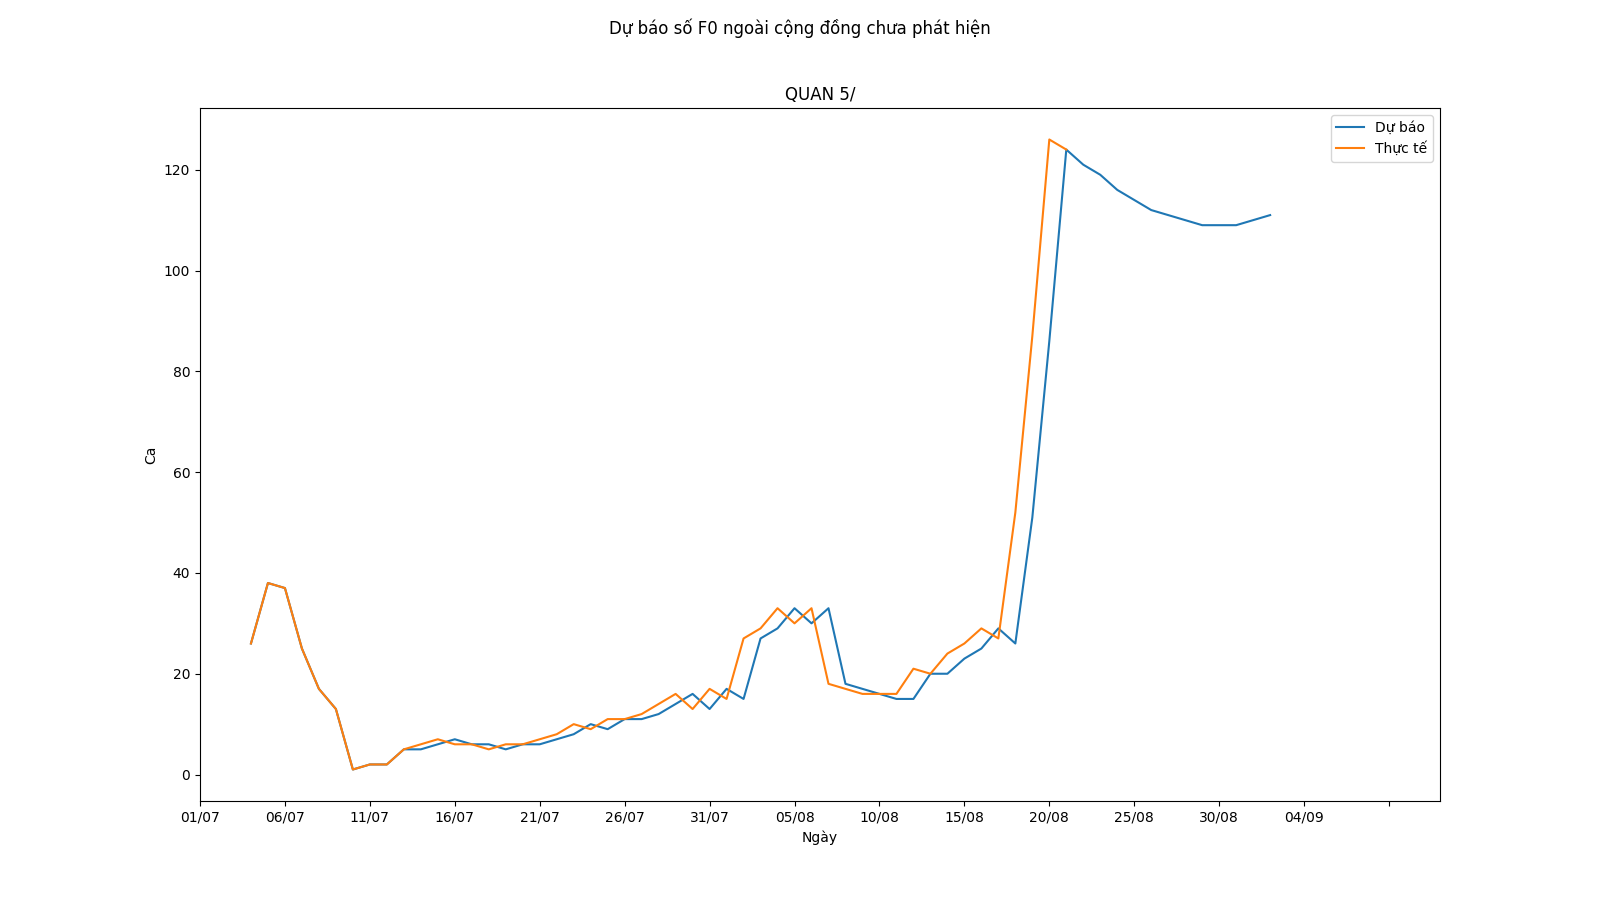 Dự báo số F0 ngoài cộng đồng chưa phát hiện
QUAN 5/
Dự báo
Thực tế
120
100
80
60
40
20
0
Ca
01/07 06/07 11/07 16/07 21/07 26/07 31/07 05/08 10/08 15/08 20/08 25/08 30/08 04/09
Ngày